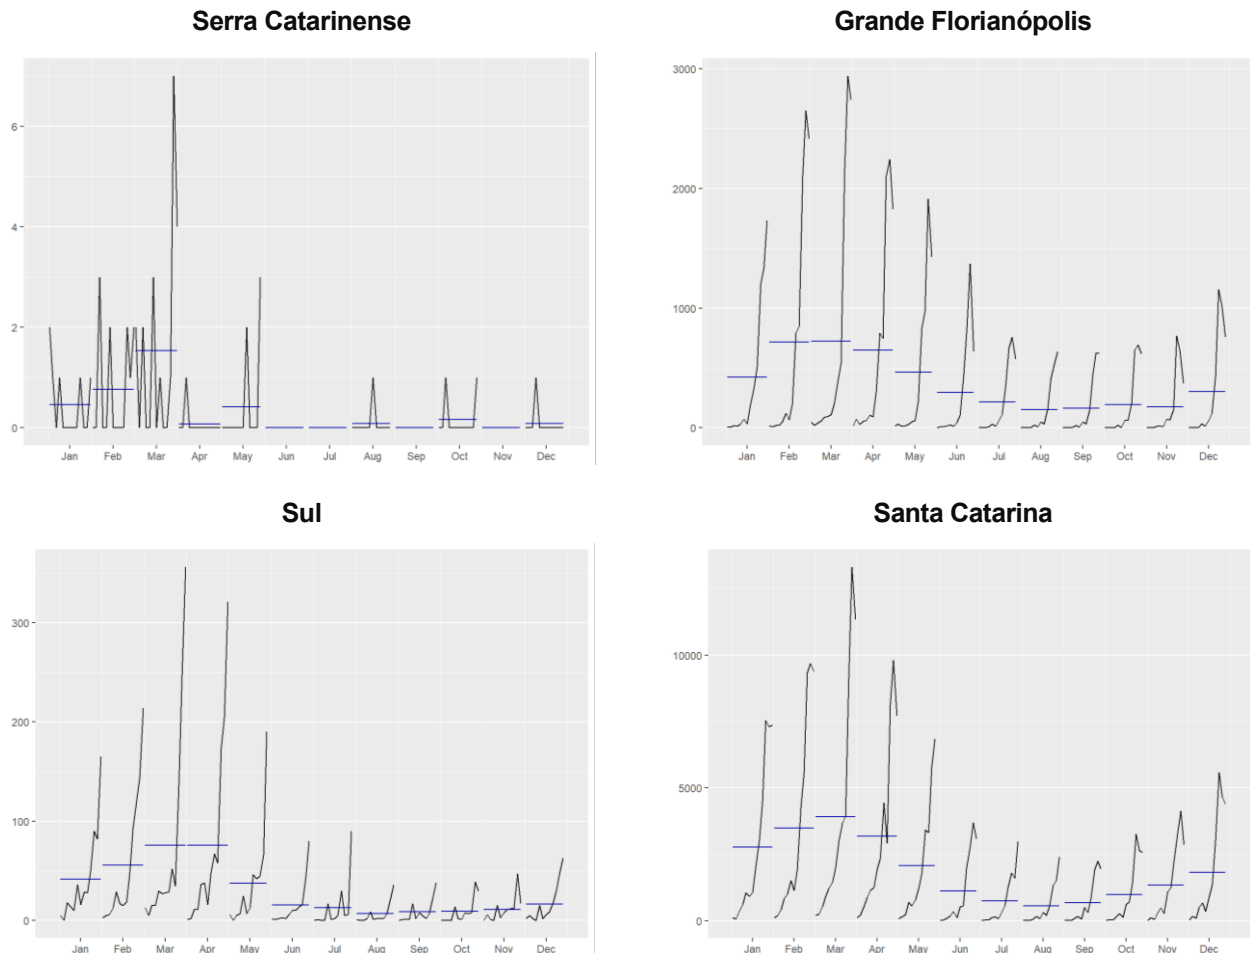 Serra Catarinense
6
4
2
0
Jan Feb Mar Apr May Jun Jul Aug Sep Oct Nov Dec
Grande Florianópolis
3000
2000
1000
0
Jan Feb Mar Apr May Jun Jul Aug Sep Oct Nov Dec
Sul
300
200
100
0
Jan Feb Mar Apr May Jun Jul Aug Sep Oct Nov Dec
Santa Catarina
10000
5000
0
Jan Feb Mar Apr May Jun Jul Aug Sep Oct Nov Dec